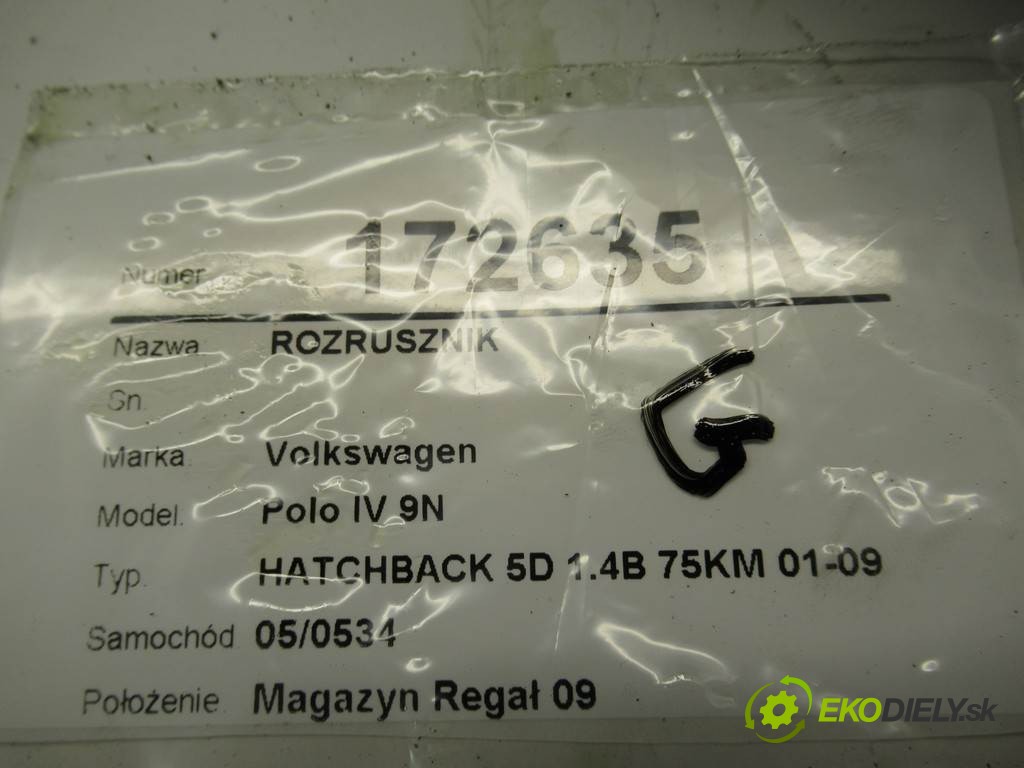 Numer 172635
Nazwa ROZRUSZNIK
Sn.
Marka. Volkswagen
Model. Polo IV 9N
Typ. HATCHBACK 5D 1.4B 75KM 01-09
Samochód 05/0534
Położenie. Magazyn Regał 09
G
EKODIELY.sk